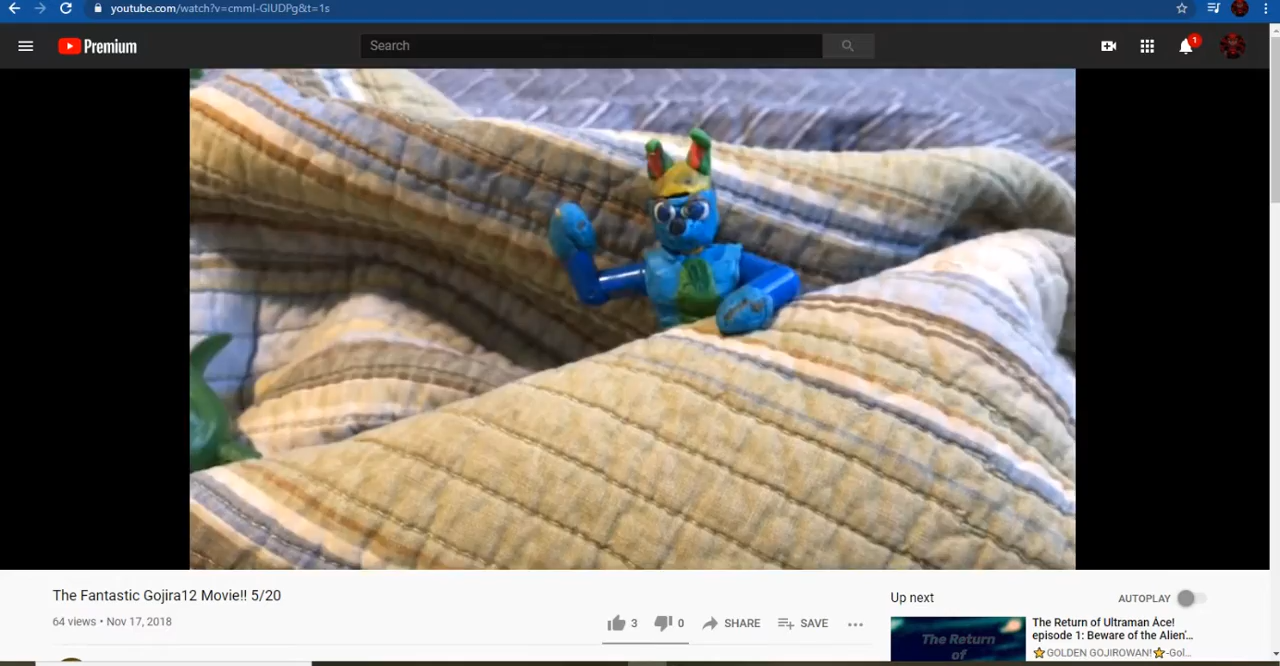 youtube.com/watch?v=cmml-GlUDPg&t=1s
Premium
Search
1
The Fantastic Gojira12 Movie!! 5/20
64 views • Nov 17, 2018
3
0
SHARE
SAVE
Up next
AUTOPLAY
The Return
of
The Return of Ultraman Ace!
episode 1: Beware of the Alien'...
⭐GOLDEN GOJIROWAN!⭐-Gol...